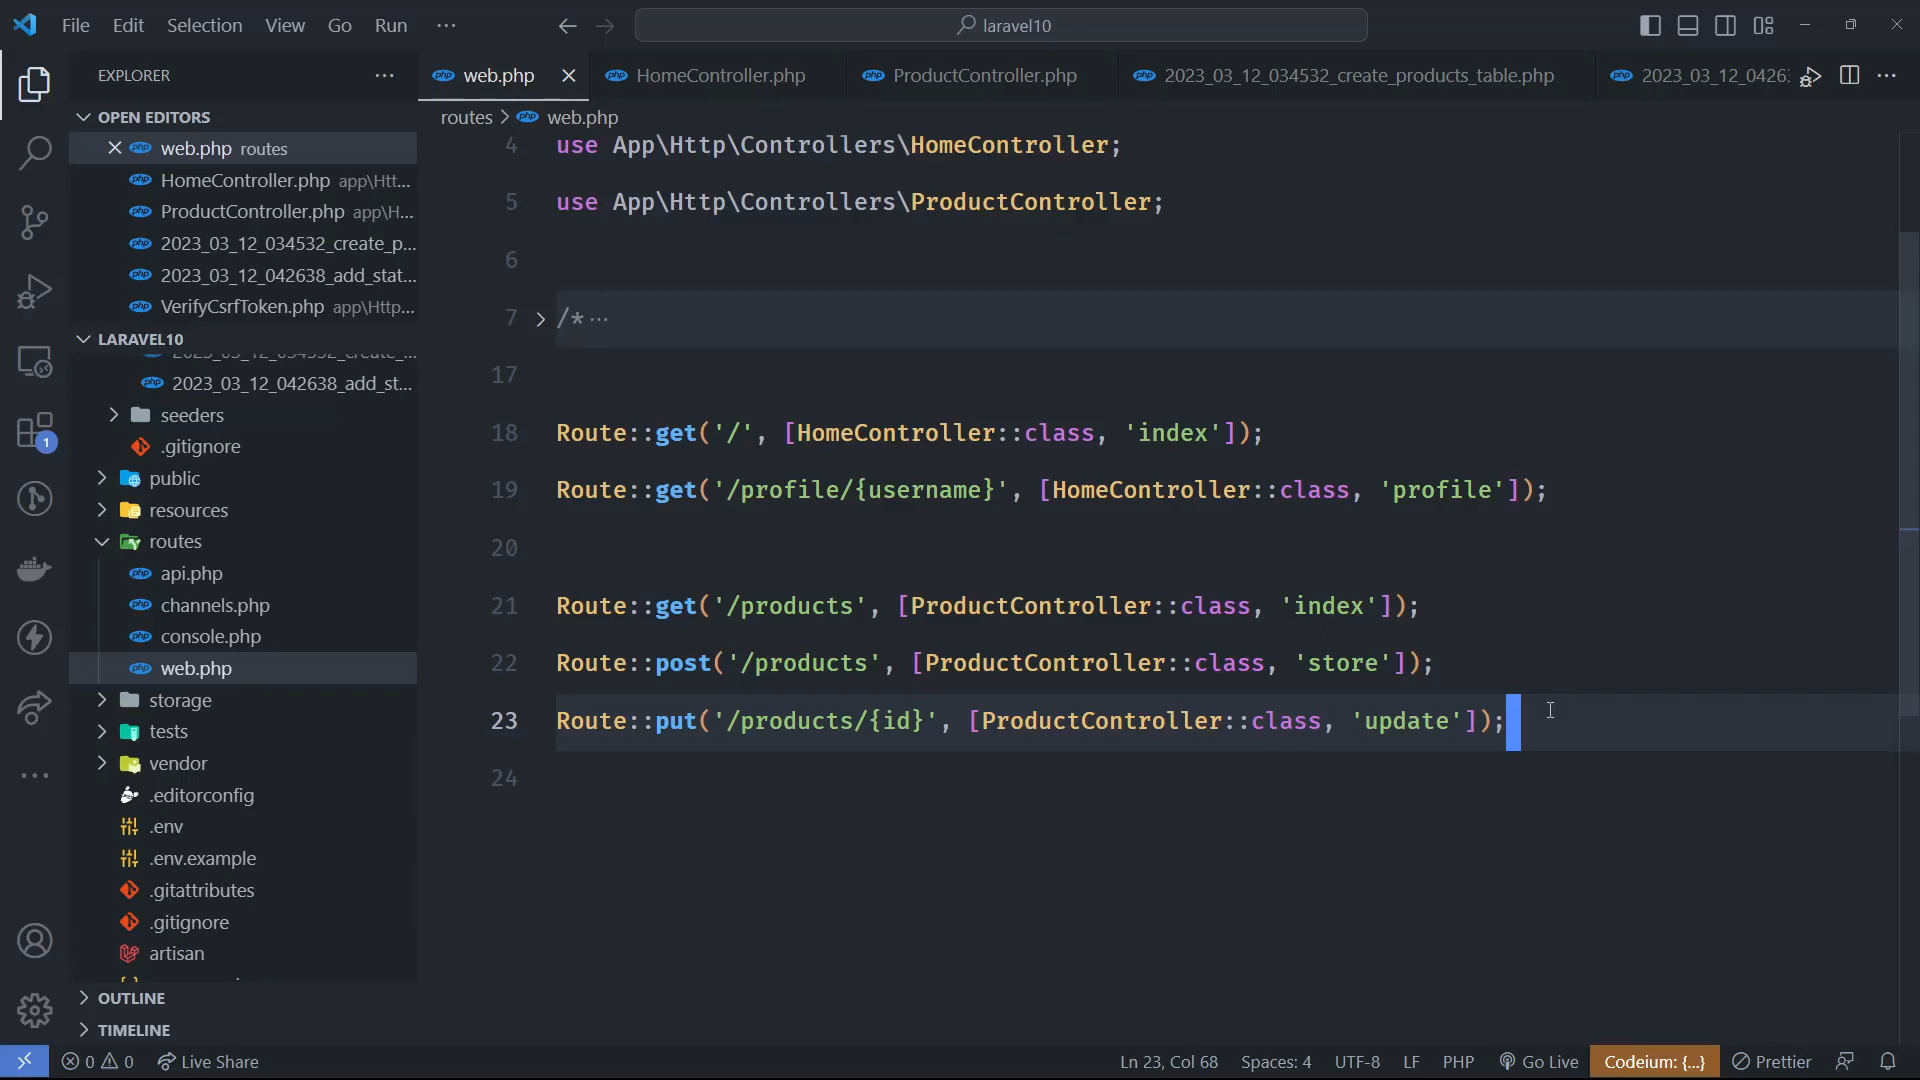 File Edit Selection View Go Run ···
laravel10
EXPLORER ···
web.php
HomeController.php
ProductController.php
2023_03_12_034532_create_products_table.php
2023_03_12_0426
OPEN EDITORS
web.php routes
HomeController.php app\Htt...
ProductController.php app\H...
2023_03_12_034532_create_p...
2023_03_12_042638_add_stat...
VerifyCsrfToken.php app\Http...
LARAVEL10
2023_03_12_034532_create_...
2023_03_12_042638_add_st...
seeders
.gitignore
public
resources
routes
api.php
channels.php
console.php
web.php
storage
tests
vendor
.editorconfig
.env
.env.example
.gitattributes
.gitignore
artisan
OUTLINE
TIMELINE
routes > web.php
4 use App\Http\Controllers\HomeController;
5 use App\Http\Controllers\ProductController;
6
7 /* ···
17
18 Route::get('/', [HomeController::class, 'index']);
19 Route::get('/profile/{username}', [HomeController::class, 'profile']);
20
21 Route::get('/products', [ProductController::class, 'index']);
22 Route::post('/products', [ProductController::class, 'store']);
23 Route::put('/products/{id}', [ProductController::class, 'update']);
24
1
0 0 Live Share Ln 23, Col 68 Spaces: 4 UTF-8 LF PHP Go Live Codeium: {...} Prettier